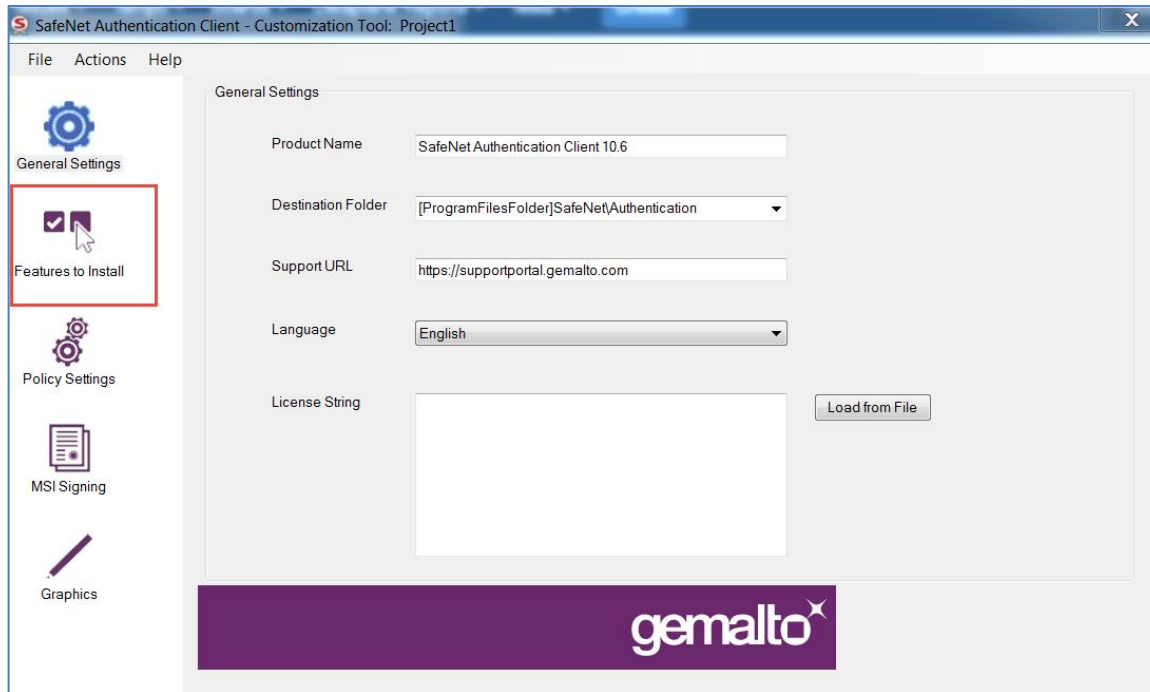 SafeNet Authentication Client - Customization Tool: Project1
X
File Actions Help
General Settings
Features to Install
Policy Settings
MSI Signing
Graphics
General Settings
Product Name
SafeNet Authentication Client 10.6
Destination Folder
[ProgramFilesFolder]SafeNet\Authentication
Support URL
https://supportportal.gemalto.com
Language
English
License String
Load from File
gemalto